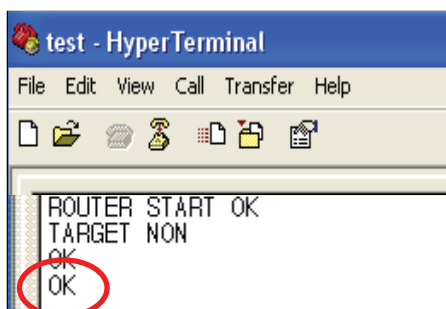 test - HyperTerminal
File Edit View Call Transfer Help
ROUTER START OK
TARGET NON
OK
OK